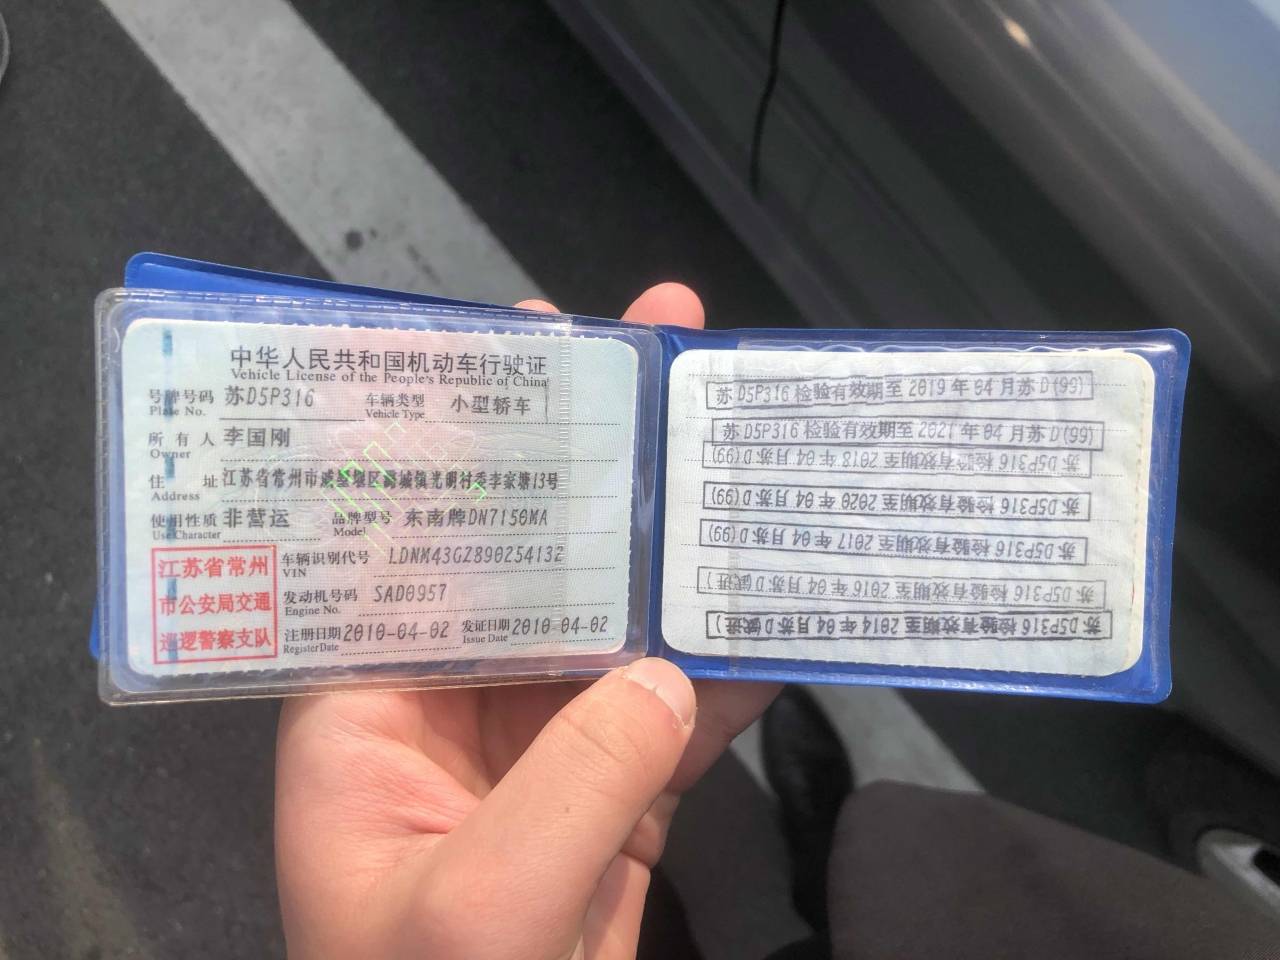 中华人民共和国机动车行驶证
Vehicle License of the People's Republic of China
号牌号码 苏D5P316 车辆类型 小型轿车
Plate No. Vehicle Type
所有人 李国刚
Owner
住址 江苏省常州市戚墅堰区 城镇光明村委李家塘13号
Address
使用性质 非营运 品牌型号 东南牌DN7150MA
Use Character Model
车辆识别代号 LDNM43GZ890254132
VIN
发动机号码 SAD0957
Engine No.
注册日期 2010-04-02 发证日期 2010-04-02
Register Date Issue Date
江苏省常州
市公安局交通
巡逻警察支队
苏D5P316检验有效期至2019年04月苏D(99)
苏D5P316检验有效期至2021年04月苏D(99)
苏D5P316检验有效期至2018年04月苏D(99)
苏D5P316检验有效期至2020年04月苏D(99)
苏D5P316检验有效期至2017年04月苏D(99)
苏D5P316检验有效期至2016年04月苏D(武进)
苏D5P316检验有效期至2014年04月苏D(武进)